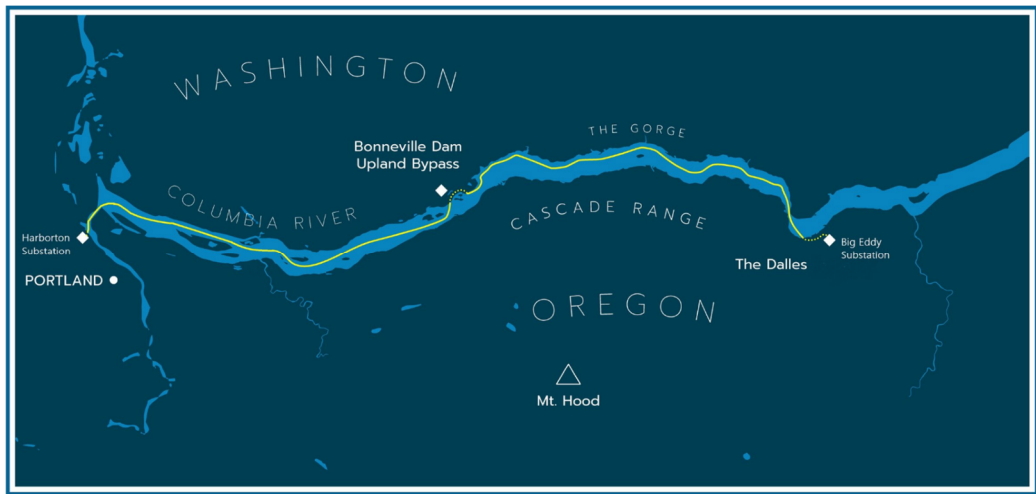 WASHINGTON
THE GORGE
Bonneville Dam
Upland Bypass
COLUMBIA RIVER
CASCADE RANGE
Harborton
Substation
Big Eddy
Substation
The Dalles
PORTLAND
OREGON
Mt. Hood